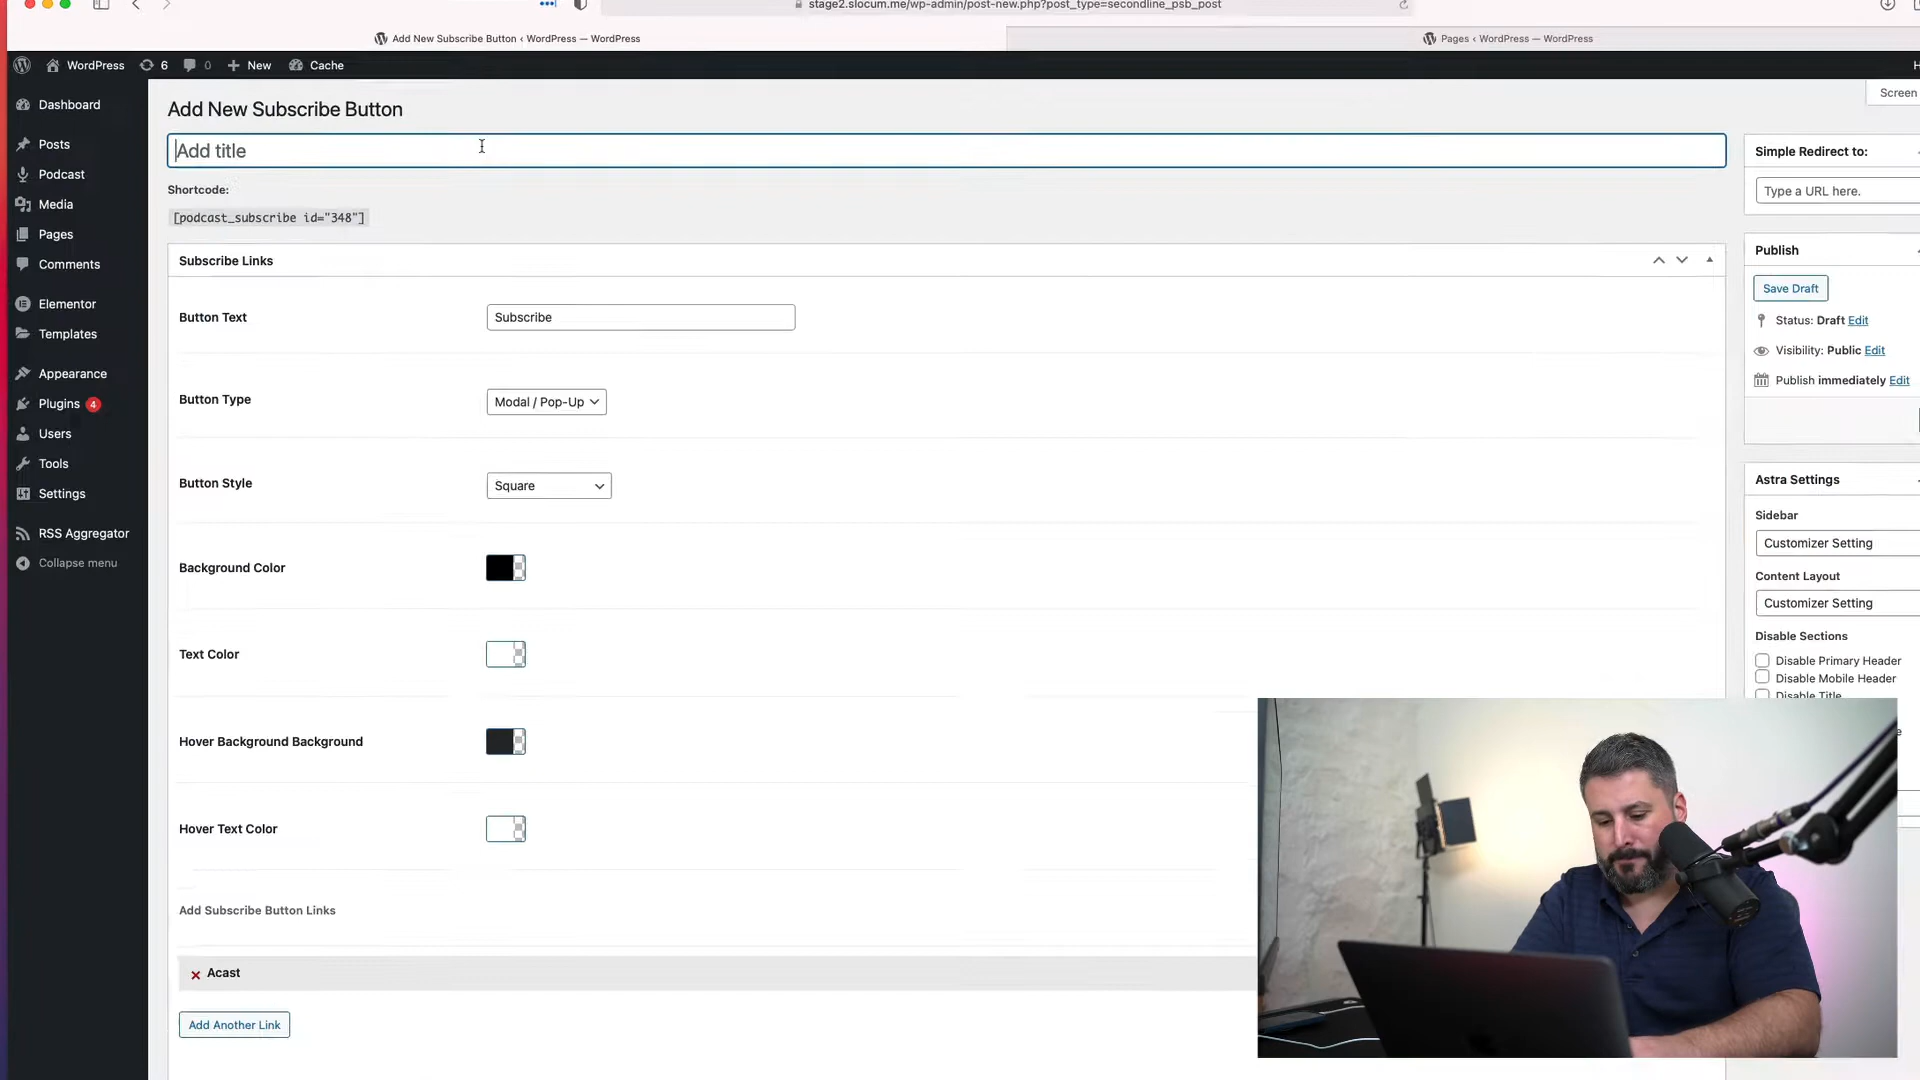 stage2.slocum.me/wp-admin/post-new.php?post_type=secondline_psb_post
Add New Subscribe Button ‹ WordPress — WordPress
Pages ‹ WordPress — WordPress
WordPress 6 0 New Cache
Screen
Dashboard
Posts
Podcast
Media
Pages
Comments
Elementor
Templates
Appearance
Plugins 4
Users
Tools
Settings
RSS Aggregator
Collapse menu
Add New Subscribe Button
Add title
Shortcode:
[podcast_subscribe id="348"]
Subscribe Links
Button Text
Subscribe
Button Type
Modal / Pop-Up
Button Style
Square
Background Color
Text Color
Hover Background Background
Hover Text Color
Add Subscribe Button Links
Acast
Add Another Link
Simple Redirect to:
Type a URL here.
Publish
Save Draft
Status: Draft Edit
Visibility: Public Edit
Publish immediately Edit
Astra Settings
Sidebar
Customizer Setting
Content Layout
Customizer Setting
Disable Sections
Disable Primary Header
Disable Mobile Header
Disable Title